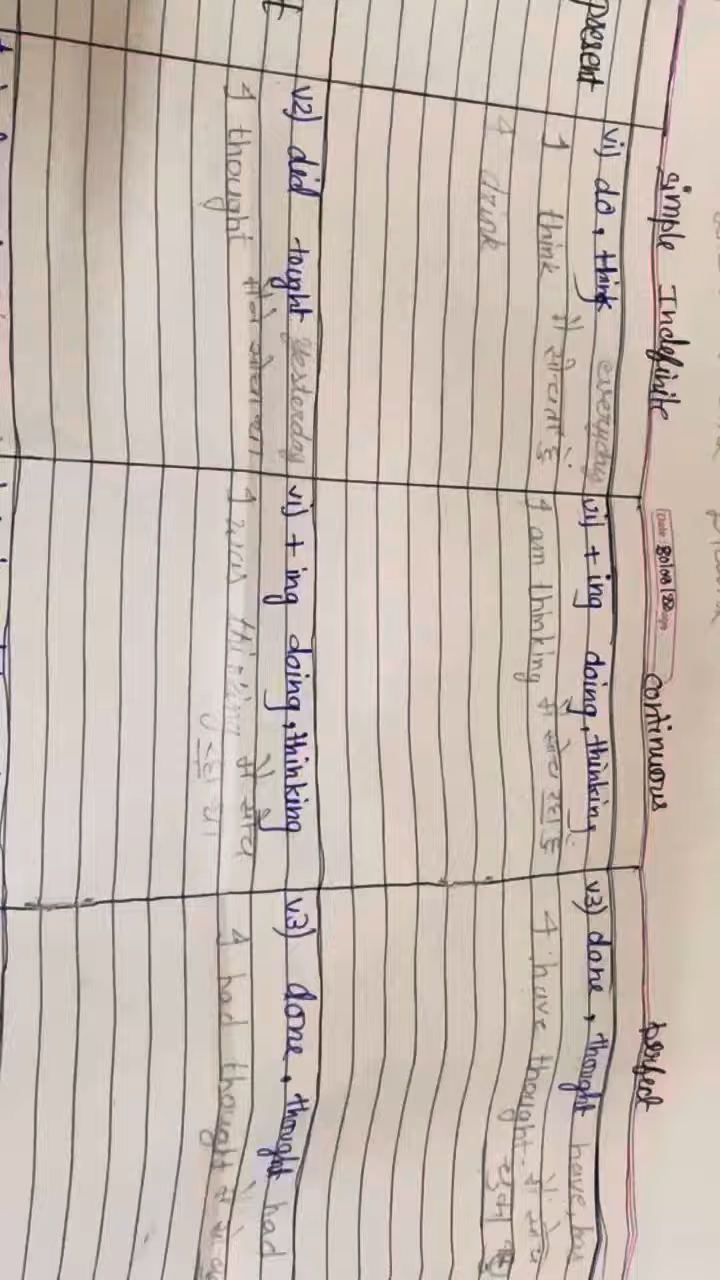 simple Indefinite
continuous
perfect
present
v1) do, think everyday
I think मैं सोचता हूँ
I drink
v1) + ing doing, thinking
I am thinking मैं सोच रहा हूँ
v3) done, thought have, has
I have thought. मैं सोच
चुका हूँ
t
v2) did tought yesterday
I thought मैंने सोचा था
v1) + ing doing, thinking
I was thinking मैं सोच
रहा था।
v3) done, thought had
I had thought मैं